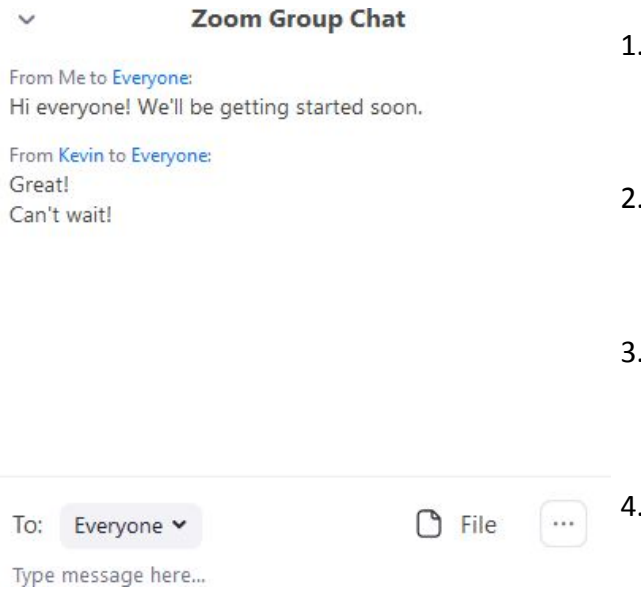 Zoom Group Chat
From Me to Everyone:
Hi everyone! We'll be getting started soon.
From Kevin to Everyone:
Great!
Can't wait!
To: Everyone File ...
Type message here...
1.
2.
3.
4.